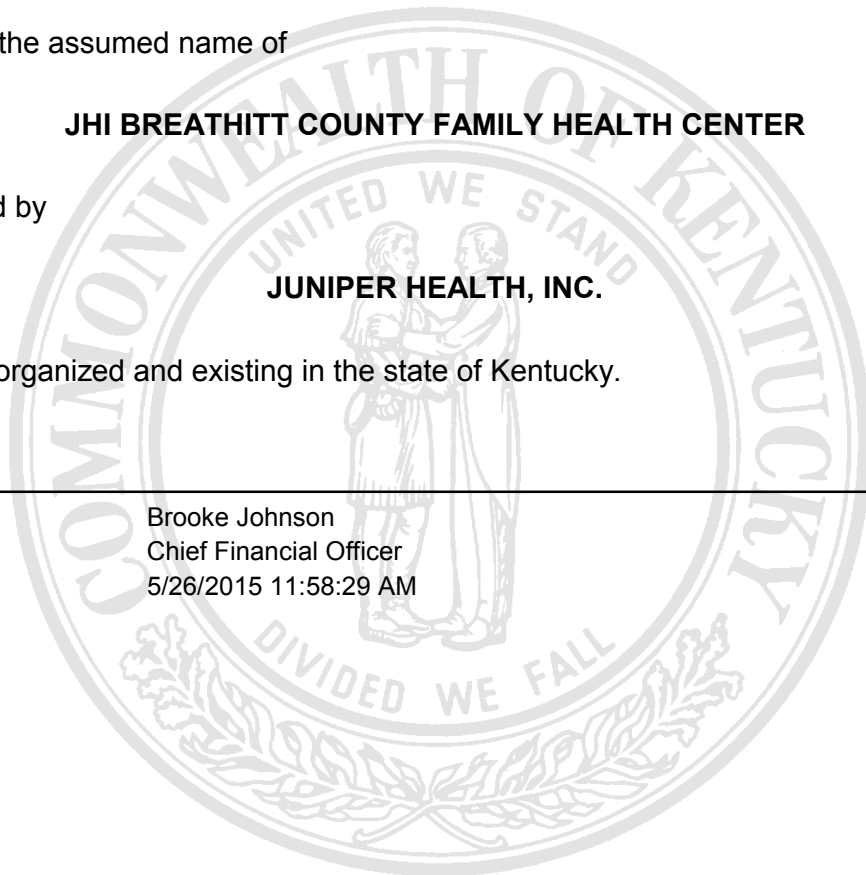 the assumed name of
JHI BREATHITT COUNTY FAMILY HEALTH CENTER
d by
JUNIPER HEALTH, INC.
organized and existing in the state of Kentucky.
Brooke Johnson
Chief Financial Officer
5/26/2015 11:58:29 AM
COMMONWEALTH OF KENTUCKY
UNITED WE STAND
DIVIDED WE FALL